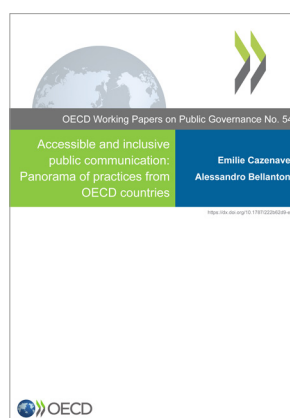 OECD Working Papers on Public Governance No. 54
Accessible and inclusive
public communication:
Panorama of practices from
OECD countries
Emilie Cazenave
Alessandro Bellanton
OECD